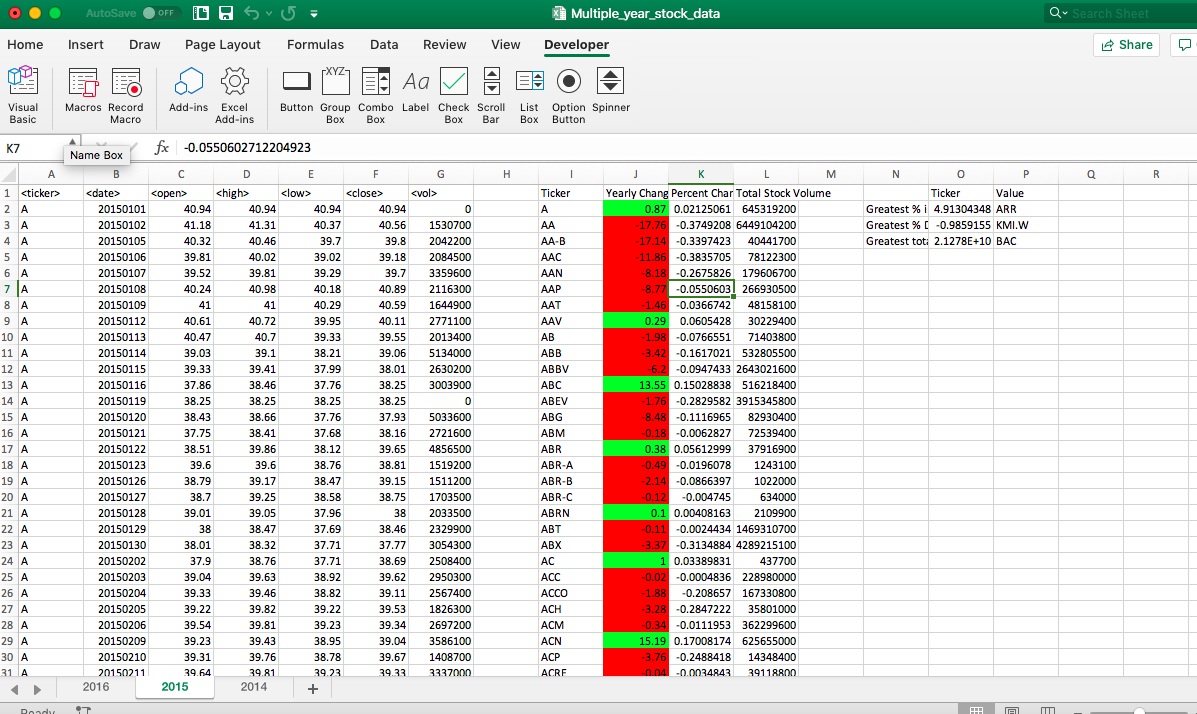 AutoSave OFF Multiple_year_stock_data Search Sheet
Home Insert Draw Page Layout Formulas Data Review View Developer Share
Visual Basic Macros Record Macro Add-ins Excel Add-ins Button XYZ Group Box Combo Box Aa Label Check Box Scroll Bar List Box Option Button Spinner
K7 fx -0.0550602712204923
Name Box
A B C D E F G H I J K L M N O P Q R
1 <ticker> <date> <open> <high> <low> <close> <vol> Ticker Yearly Chang Percent Char Total Stock Volume Ticker Value
2 A 20150101 40.94 40.94 40.94 40.94 0 A 0.87 0.02125061 645319200 Greatest % i 4.91304348 ARR
3 A 20150102 41.18 41.31 40.37 40.56 1530700 AA -17.76 -0.3749208 6449104200 Greatest % D -0.9859155 KMI.W
4 A 20150105 40.32 40.46 39.7 39.8 2042200 AA-B -17.14 -0.3397423 40441700 Greatest tota 2.1278E+10 BAC
5 A 20150106 39.81 40.02 39.02 39.18 2084500 AAC -11.86 -0.3835705 78122300
6 A 20150107 39.52 39.81 39.29 39.7 3359600 AAN -8.18 -0.2675826 179606700
7 A 20150108 40.24 40.98 40.18 40.89 2116300 AAP -8.77 -0.0550603 266930500
8 A 20150109 41 41 40.29 40.59 1644900 AAT -1.46 -0.0366742 48158100
9 A 20150112 40.61 40.72 39.95 40.11 2771100 AAV 0.29 0.0605428 30229400
10 A 20150113 40.47 40.7 39.33 39.55 2013400 AB -1.98 -0.0766551 71403800
11 A 20150114 39.03 39.1 38.21 39.06 5134000 ABB -3.42 -0.1617021 532805500
12 A 20150115 39.33 39.41 37.99 38.01 2630200 ABBV -6.2 -0.0947433 2643021600
13 A 20150116 37.86 38.46 37.76 38.25 3003900 ABC 13.55 0.15028838 516218400
14 A 20150119 38.25 38.25 38.25 38.25 0 ABEV -1.76 -0.2829582 3915345800
15 A 20150120 38.43 38.66 37.76 37.93 5033600 ABG -8.48 -0.1116965 82930400
16 A 20150121 37.75 38.41 37.68 38.16 2721600 ABM -0.18 -0.0062827 72539400
17 A 20150122 38.51 39.86 38.12 39.65 4856500 ABR 0.38 0.05612999 37916900
18 A 20150123 39.6 39.6 38.76 38.81 1519200 ABR-A -0.49 -0.0196078 1243100
19 A 20150126 38.79 39.17 38.47 39.15 1511200 ABR-B -2.14 -0.0866397 1022000
20 A 20150127 38.7 39.25 38.58 38.75 1703500 ABR-C -0.12 -0.004745 634000
21 A 20150128 39.01 39.05 37.96 38 2033500 ABRN 0.1 0.00408163 2109900
22 A 20150129 38 38.47 37.69 38.46 2329900 ABT -0.11 -0.0024434 1469310700
23 A 20150130 38.01 38.32 37.71 37.77 3054300 ABX -3.37 -0.3134884 4289215100
24 A 20150202 37.9 38.76 37.71 38.69 2508400 AC 1 0.03389831 437700
25 A 20150203 39.04 39.63 38.92 39.62 2950300 ACC -0.02 -0.0004836 228980000
26 A 20150204 39.33 39.46 38.82 39.11 2567400 ACCO -1.88 -0.208657 167330800
27 A 20150205 39.22 39.82 39.22 39.53 1826300 ACH -3.28 -0.2847222 35801000
28 A 20150206 39.54 39.81 39.23 39.34 2697200 ACM -0.34 -0.0111953 362299600
29 A 20150209 39.23 39.43 38.95 39.04 3586100 ACN 15.19 0.17008174 625655000
30 A 20150210 39.31 39.76 38.78 39.67 1408700 ACP -3.76 -0.2488418 14348400
31 A 20150211 39.64 39.81 39.23 39.33 3337000 ACRE -0.04 -0.0034843 39118800
2016 2015 2014 +
Ready